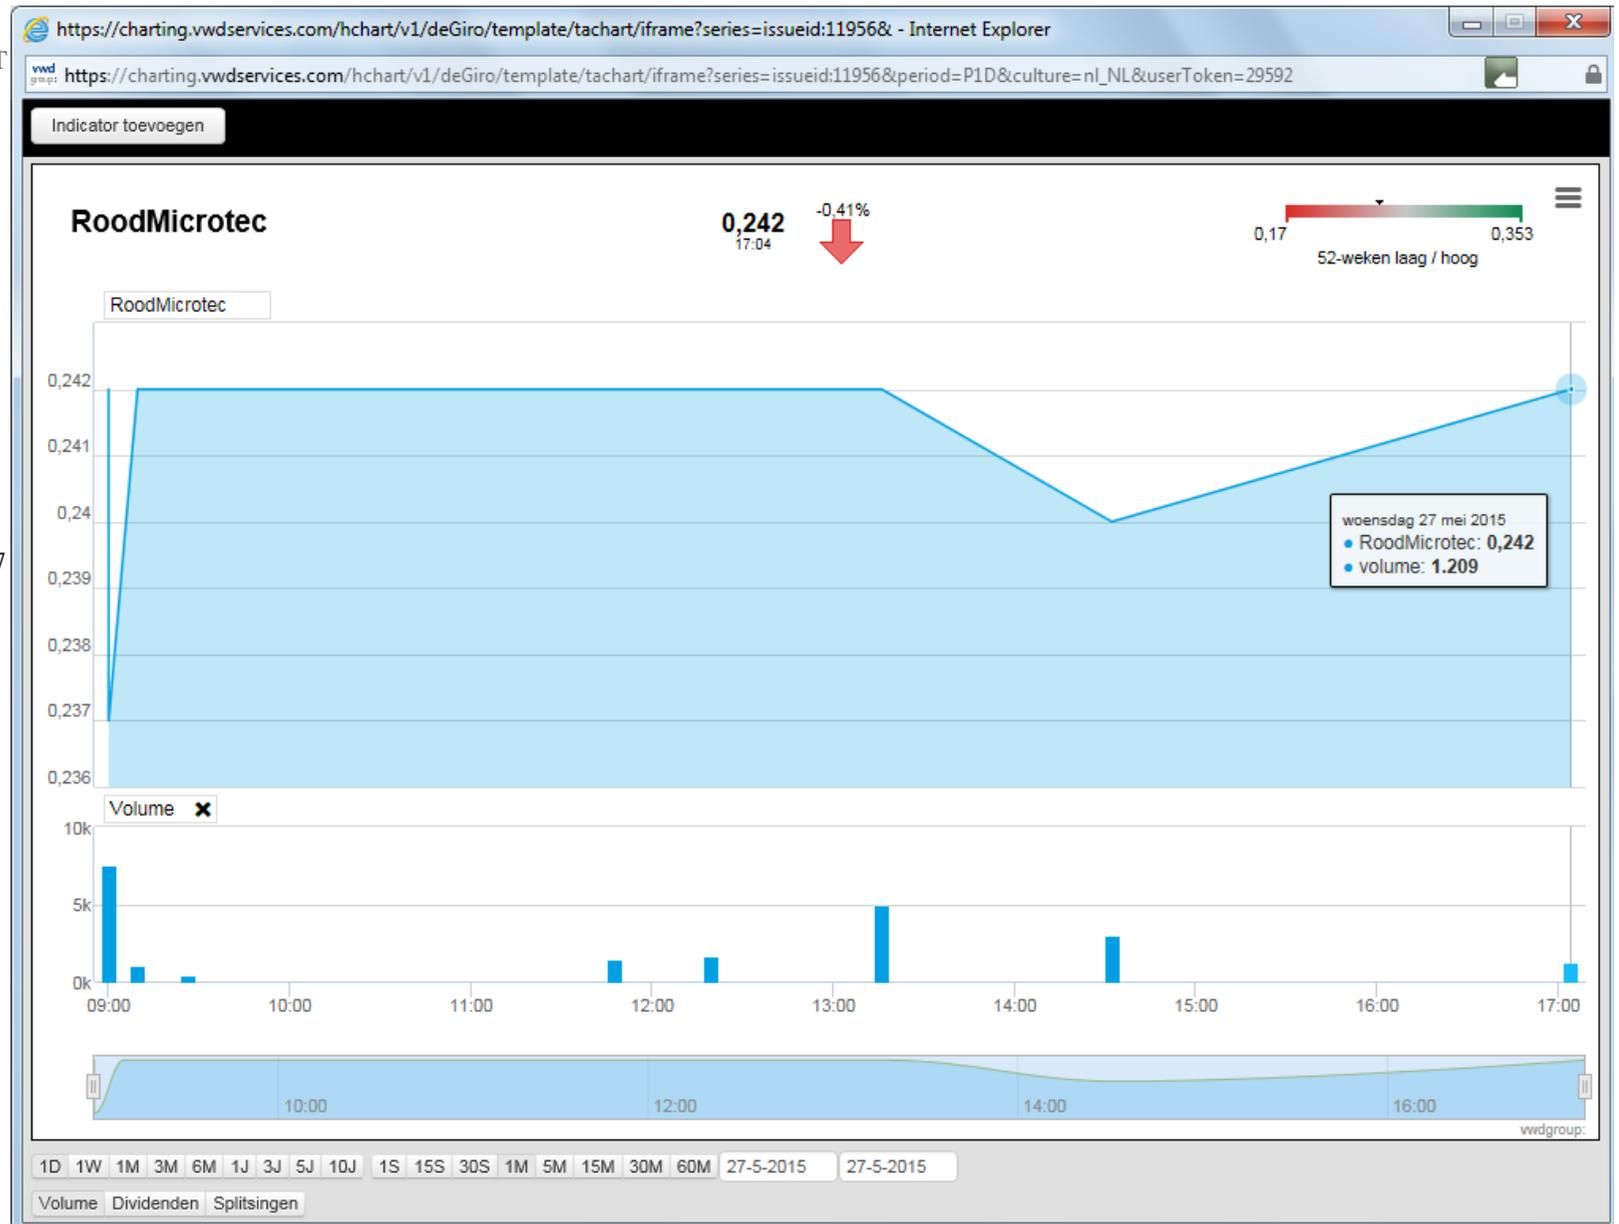 https://charting.vwdservices.com/hchart/v1/deGiro/template/tachart/iframe?series=issueid:11956& - Internet Explorer
vwd group: https://charting.vwdservices.com/hchart/v1/deGiro/template/tachart/iframe?series=issueid:11956&period=P1D&culture=nl_NL&userToken=29592
Indicator toevoegen
RoodMicrotec
0,242
17:04
-0,41%
0,17 0,353
52-weken laag / hoog
RoodMicrotec
0,242
0,241
0,24
0,239
0,238
0,237
0,236
woensdag 27 mei 2015
• RoodMicrotec: 0,242
• volume: 1.209
Volume ✖
10k
5k
0k
09:00 10:00 11:00 12:00 13:00 14:00 15:00 16:00 17:00
10:00 12:00 14:00 16:00
vwdgroup:
1D 1W 1M 3M 6M 1J 3J 5J 10J 1S 15S 30S 1M 5M 15M 30M 60M 27-5-2015 27-5-2015
Volume Dividenden Splitsingen